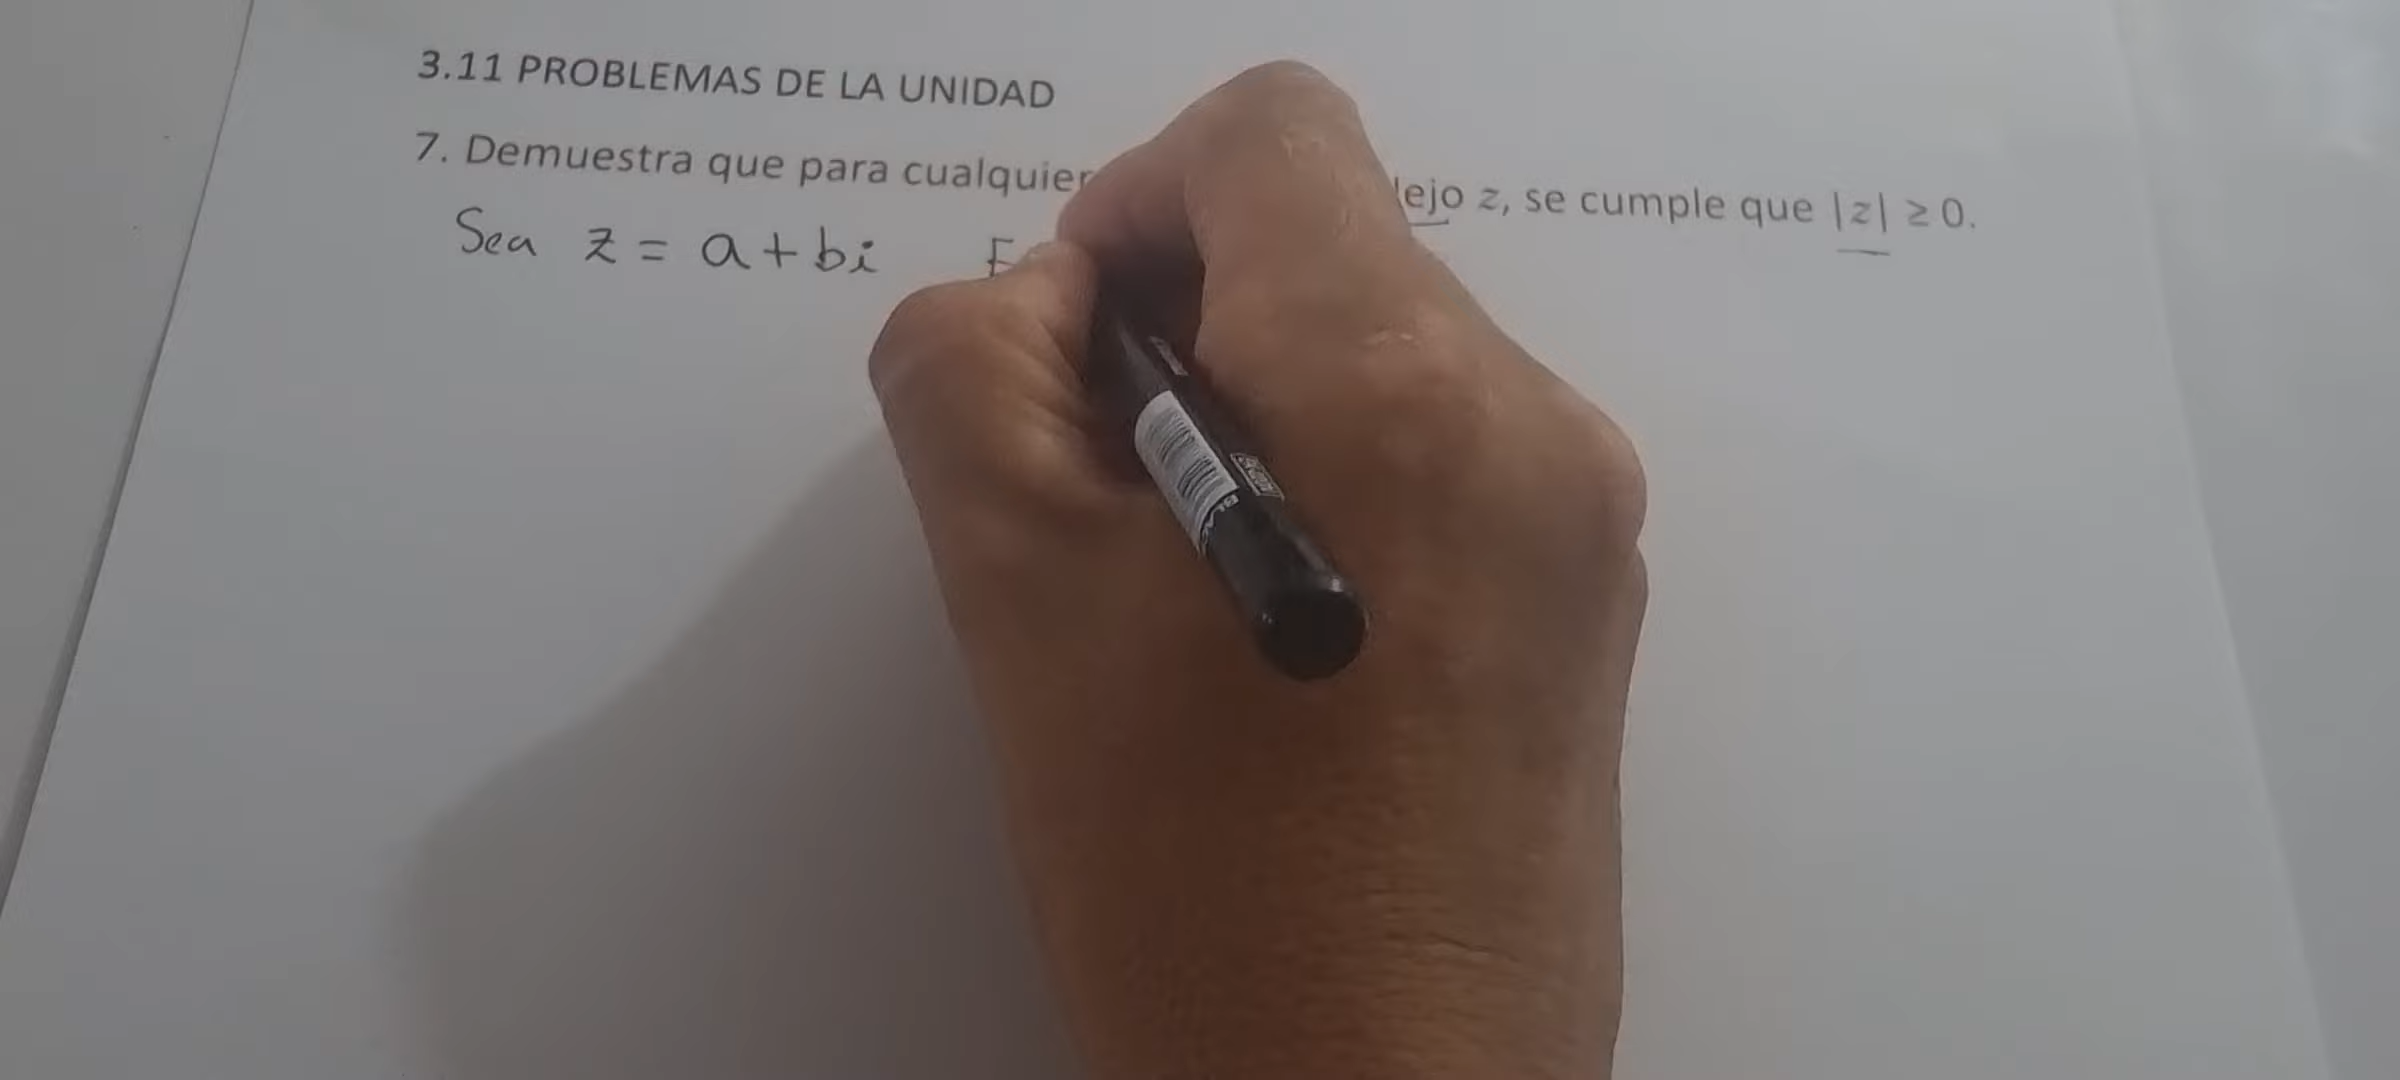 3.11 PROBLEMAS DE LA UNIDAD
7. Demuestra que para cualquier lejo z, se cumple que |z| ≥ 0.
Sea z = a + bi E